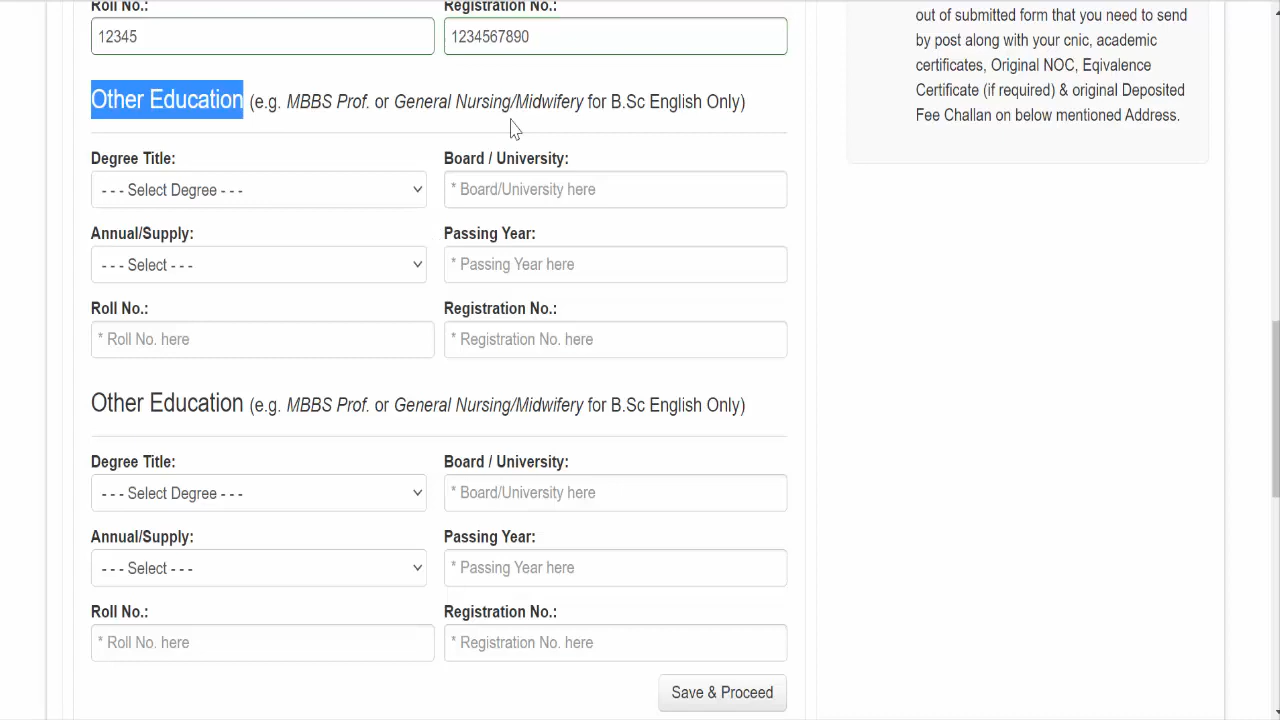 Roll No.:
Registration No.:
12345
1234567890
Other Education (e.g. MBBS Prof. or General Nursing/Midwifery for B.Sc English Only)
Degree Title:
Board / University:
- - - Select Degree - - -
* Board/University here
Annual/Supply:
Passing Year:
- - - Select - - -
* Passing Year here
Roll No.:
Registration No.:
* Roll No. here
* Registration No. here
Other Education (e.g. MBBS Prof. or General Nursing/Midwifery for B.Sc English Only)
Degree Title:
Board / University:
- - - Select Degree - - -
* Board/University here
Annual/Supply:
Passing Year:
- - - Select - - -
* Passing Year here
Roll No.:
Registration No.:
* Roll No. here
* Registration No. here
Save & Proceed
out of submitted form that you need to send
by post along with your cnic, academic
certificates, Original NOC, Eqivalence
Certificate (if required) & original Deposited
Fee Challan on below mentioned Address.